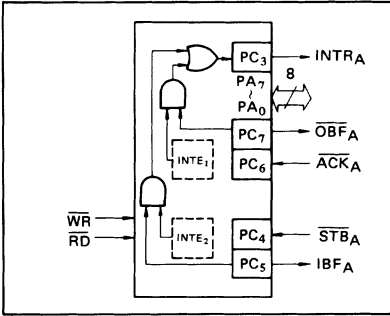 PC3 INTRA
PA7 8
~
PA0
PC7 OBFA
INTE1
PC6 ACKA
WR
RD
INTE2
PC4 STBA
PC5 IBFA